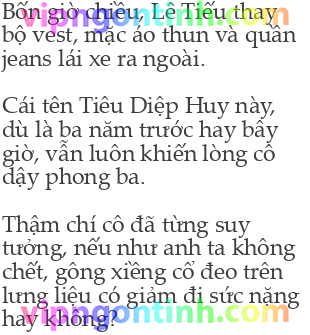 Bốn giờ chiều, Lê Tiếu thay
bộ vest, mặc áo thun và quần
jeans lái xe ra ngoài.
Cái tên Tiêu Diệp Huy này,
dù là ba năm trước hay bây
giờ, vẫn luôn khiến lòng cô
dậy phong ba.
Thậm chí cô đã từng suy
tưởng, nếu như anh ta không
chết, gông xiềng cổ đeo trên
lưng liệu có giảm đi sức nặng
hay không?
vipngontinh.com
vipngontinh.com